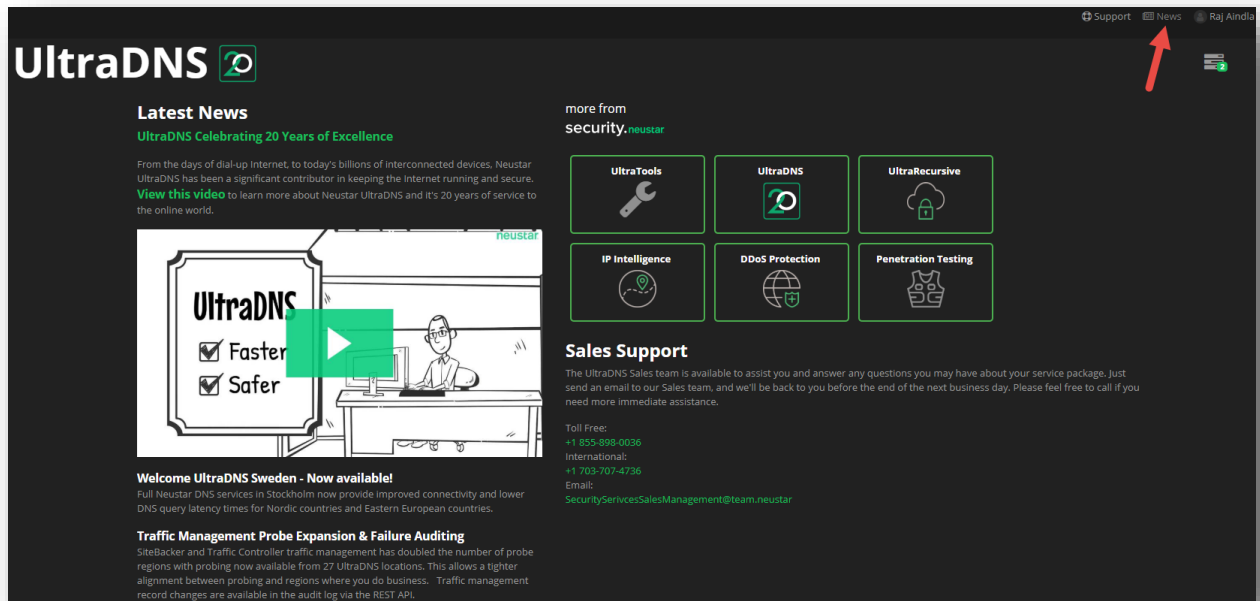 Support News Raj Aindla
UltraDNS 20
2
Latest News
UltraDNS Celebrating 20 Years of Excellence
From the days of dial-up Internet, to today's billions of interconnected devices, Neustar
UltraDNS has been a significant contributor in keeping the Internet running and secure.
View this video to learn more about Neustar UltraDNS and it's 20 years of service to
the online world.
neustar
UltraDNS
Faster
Safer
Welcome UltraDNS Sweden - Now available!
Full Neustar DNS services in Stockholm now provide improved connectivity and lower
DNS query latency times for Nordic countries and Eastern European countries.
Traffic Management Probe Expansion & Failure Auditing
SiteBacker and Traffic Controller traffic management has doubled the number of probe
regions with probing now available from 27 UltraDNS locations. This allows a tighter
alignment between probing and regions where you do business. Traffic management
record changes are available in the audit log via the REST API.
more from
security.neustar
UltraTools
UltraDNS
20
UltraRecursive
IP Intelligence
DDoS Protection
Penetration Testing
Sales Support
The UltraDNS Sales team is available to assist you and answer any questions you may have about your service package. Just
send an email to our Sales team, and we'll be back to you before the end of the next business day. Please feel free to call if you
need more immediate assistance.
Toll Free:
+1 855-898-0036
International:
+1 703-707-4736
Email:
SecuritySerivcesSalesManagement@team.neustar